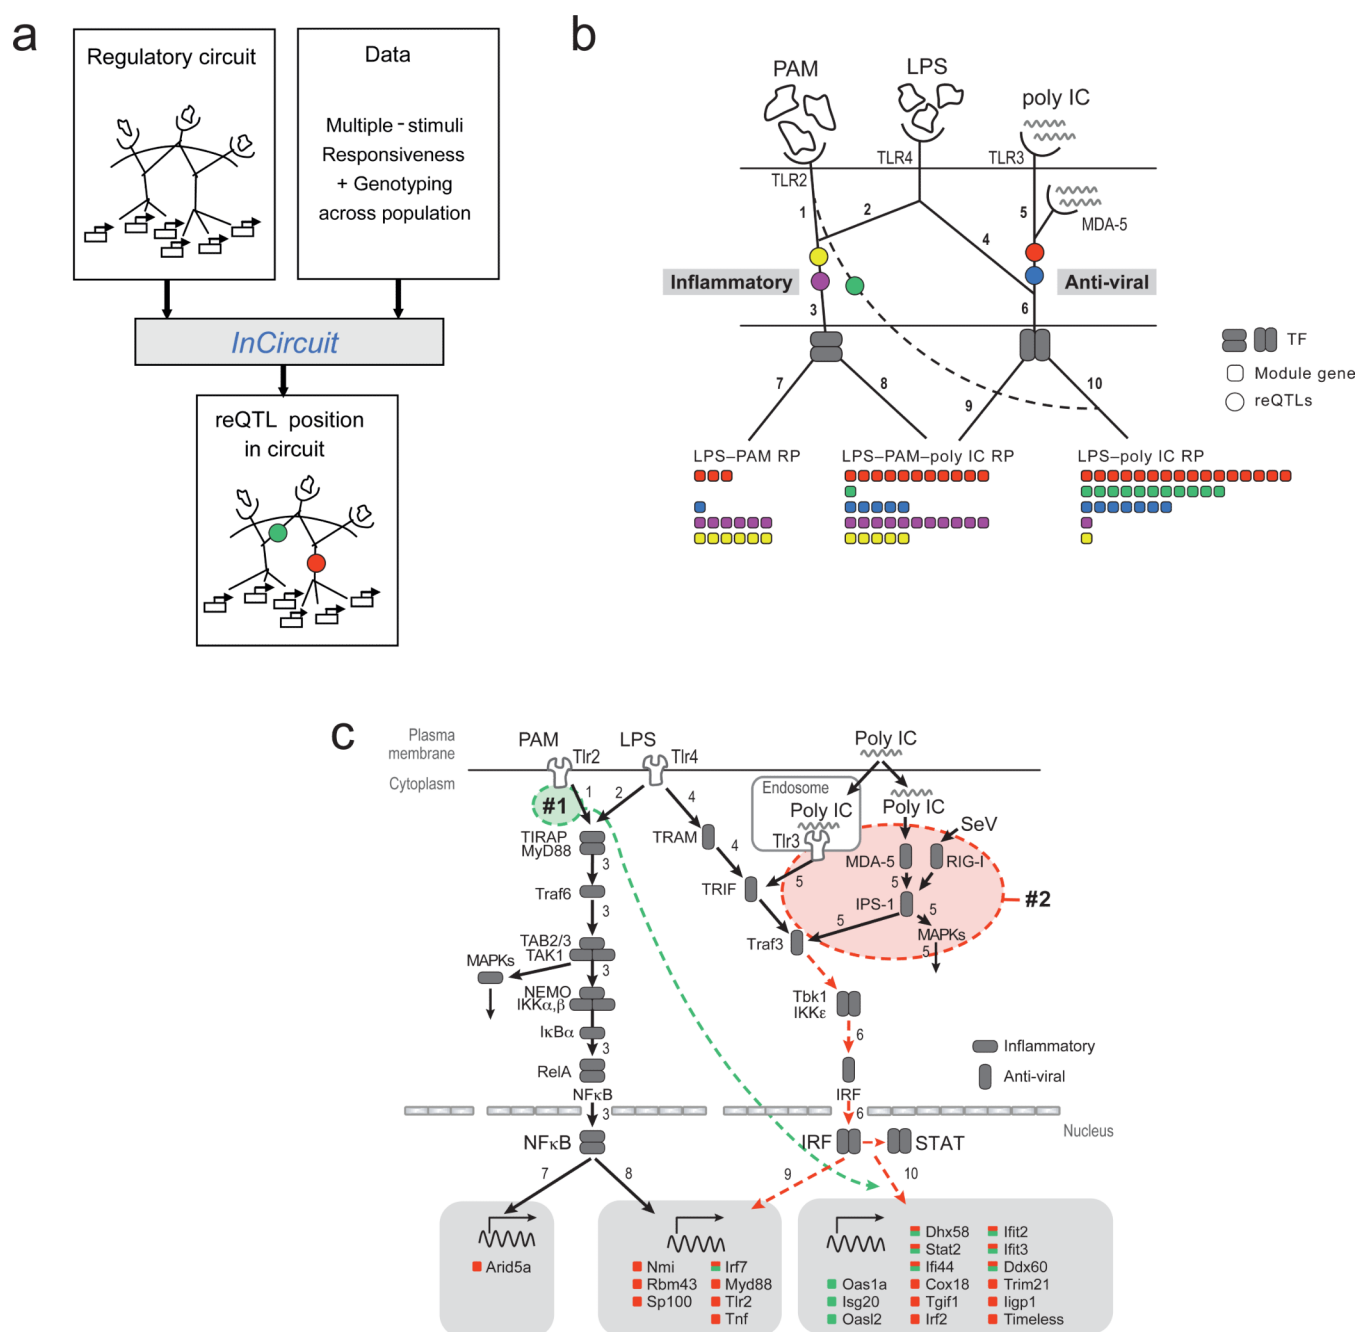 a
Regulatory circuit
Data
Multiple - stimuli
Responsiveness
+ Genotyping
across population
InCircuit
reQTL position
in circuit
b
PAM
LPS
poly IC
TLR2
TLR4
TLR3
MDA-5
1
2
4
5
Inflammatory
Anti-viral
3
6
7
8
9
10
TF
Module gene
reQTLs
LPS–PAM RP
LPS–PAM–poly IC RP
LPS–poly IC RP
c
Plasma
membrane
Cytoplasm
PAM
Tlr2
LPS
Tlr4
Poly IC
Endosome
Poly IC
Tlr3
Poly IC
SeV
#1
1
2
4
TIRAP
MyD88
TRAM
4
MDA-5
RIG-I
3
Traf6
TRIF
5
5
IPS-1
#2
3
5
5
TAB2/3
TAK1
Traf3
MAPKs
5
MAPKs
3
NEMO
IKKα,β
Tbk1
IKKε
IκBα
6
3
RelA
Inflammatory
Anti-viral
NFκB
IRF
3
6
Nucleus
NFκB
IRF
STAT
7
8
9
10
Arid5a
Nmi
Rbm43
Sp100
Irf7
Myd88
Tlr2
Tnf
Oas1a
Isg20
Oasl2
Dhx58
Stat2
Ifi44
Cox18
Tgif1
Irf2
Ifit2
Ifit3
Ddx60
Trim21
Iigp1
Timeless